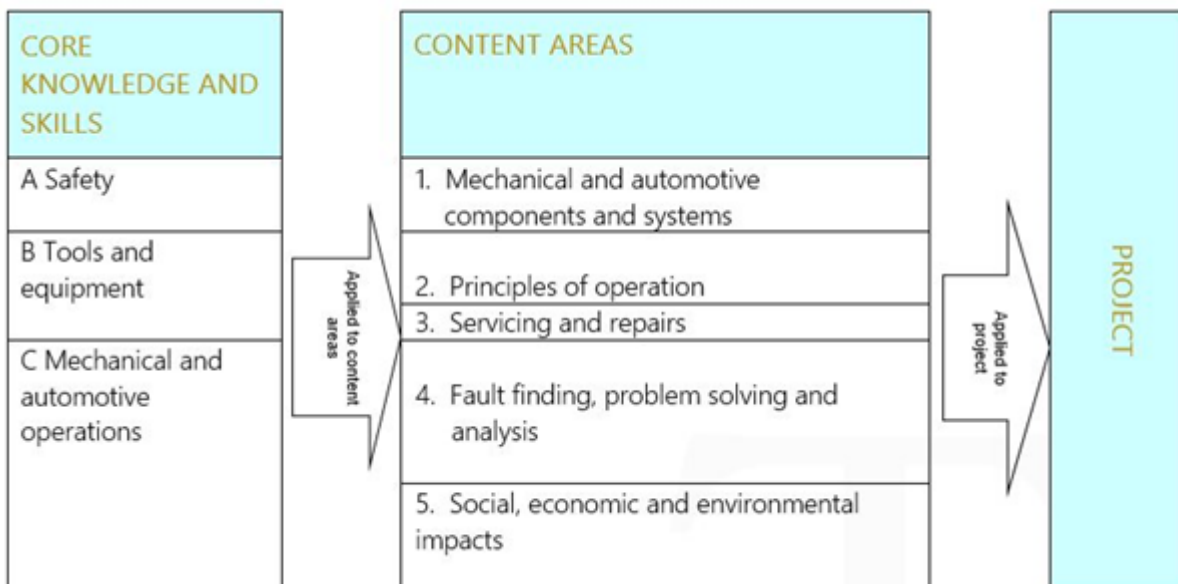 CORE
KNOWLEDGE AND
SKILLS
A Safety
B Tools and
equipment
C Mechanical and
automotive
operations
Applied to content
areas
CONTENT AREAS
1. Mechanical and automotive
components and systems
2. Principles of operation
3. Servicing and repairs
4. Fault finding, problem solving and
analysis
5. Social, economic and environmental
impacts
Applied to
project
PROJECT